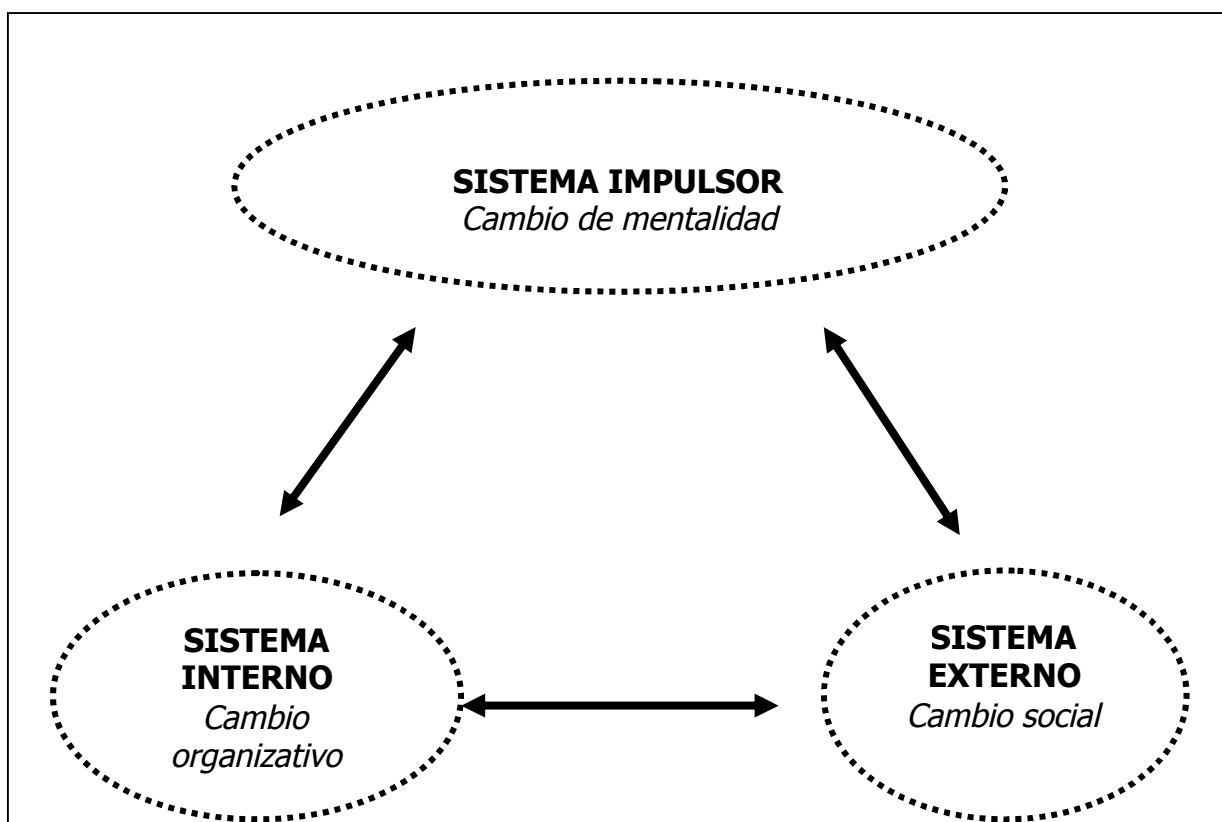 SISTEMA IMPULSOR
Cambio de mentalidad
SISTEMA
INTERNO
Cambio
organizativo
SISTEMA
EXTERNO
Cambio social